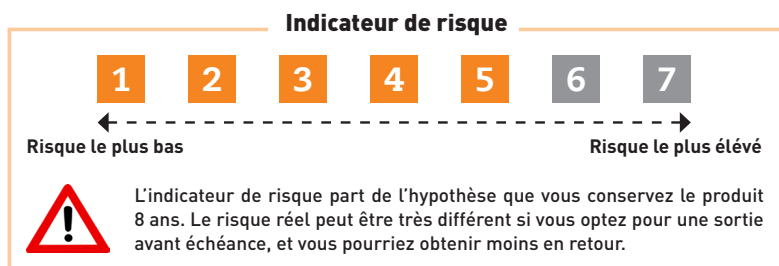 Indicateur de risque
1 2 3 4 5 6 7
Risque le plus bas Risque le plus élévé
L'indicateur de risque part de l'hypothèse que vous conservez le produit
8 ans. Le risque réel peut être très différent si vous optez pour une sortie
avant échéance, et vous pourriez obtenir moins en retour.